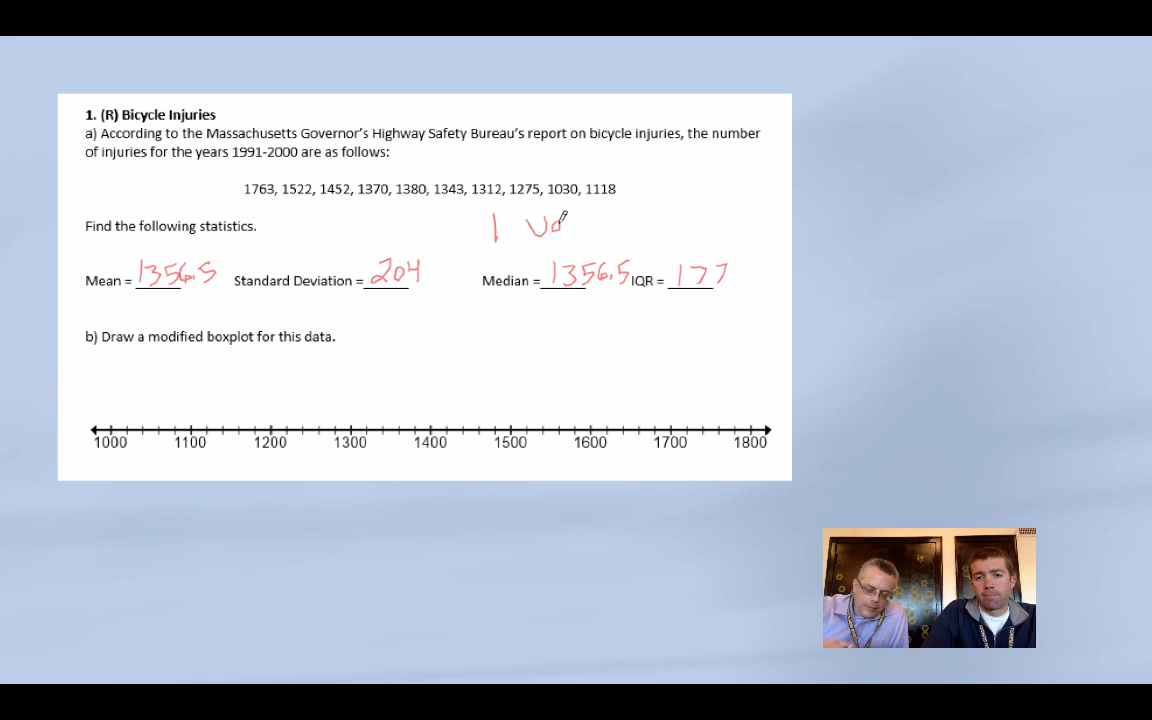 1. (R) Bicycle Injuries
a) According to the Massachusetts Governor's Highway Safety Bureau's report on bicycle injuries, the number
of injuries for the years 1991-2000 are as follows:
1763, 1522, 1452, 1370, 1380, 1343, 1312, 1275, 1030, 1118
Find the following statistics.
1 Va
Mean = 1356.5 Standard Deviation = 204 Median = 1356.5 IQR = 177
b) Draw a modified boxplot for this data.
1000 1100 1200 1300 1400 1500 1600 1700 1800